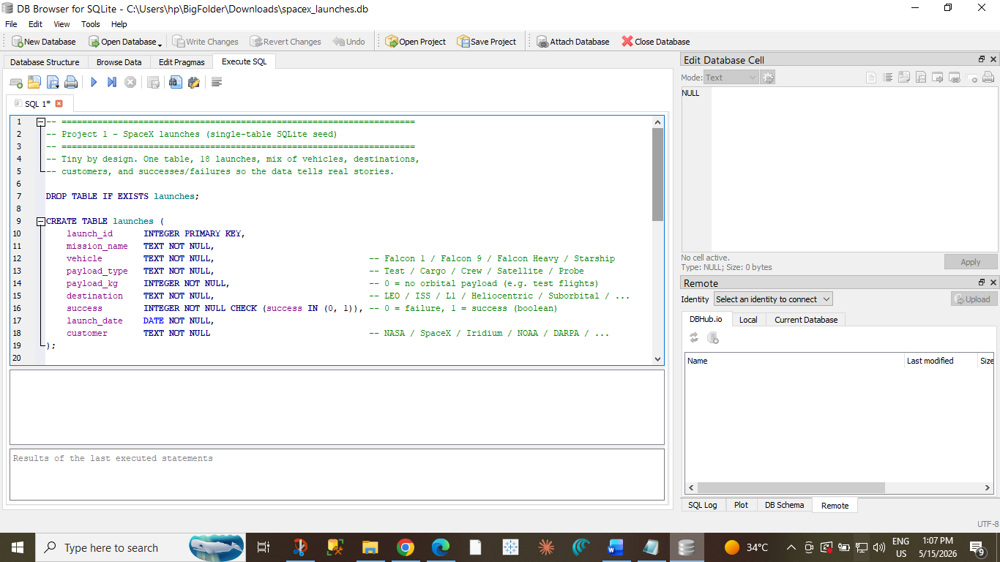 DB Browser for SQLite - C:\Users\hp\BigFolder\Downloads\spacex_launches.db
File Edit View Tools Help
New Database Open Database Write Changes Revert Changes Undo Open Project Save Project Attach Database Close Database
Database Structure Browse Data Edit Pragmas Execute SQL
SQL 1*
1 -- =====================================================================
2 -- Project 1 - SpaceX launches (single-table SQLite seed)
3 -- =====================================================================
4 -- Tiny by design. One table, 18 launches, mix of vehicles, destinations,
5 -- customers, and successes/failures so the data tells real stories.
6
7 DROP TABLE IF EXISTS launches;
8
9 CREATE TABLE launches (
10 launch_id INTEGER PRIMARY KEY,
11 mission_name TEXT NOT NULL,
12 vehicle TEXT NOT NULL, -- Falcon 1 / Falcon 9 / Falcon Heavy / Starship
13 payload_type TEXT NOT NULL, -- Test / Cargo / Crew / Satellite / Probe
14 payload_kg INTEGER NOT NULL, -- 0 = no orbital payload (e.g. test flights)
15 destination TEXT NOT NULL, -- LEO / ISS / L1 / Heliocentric / Suborbital / ...
16 success INTEGER NOT NULL CHECK (success IN (0, 1)), -- 0 = failure, 1 = success (boolean)
17 launch_date DATE NOT NULL,
18 customer TEXT NOT NULL -- NASA / SpaceX / Iridium / NOAA / DARPA / ...
19 );
20
Results of the last executed statements
Edit Database Cell
Mode: Text
NULL
No cell active.
Type: NULL; Size: 0 bytes
Apply
Remote
Identity Select an identity to connect Upload
DBHub.io Local Current Database
Name Last modified Size
SQL Log Plot DB Schema Remote
UTF-8
Type here to search
34°C
ENG
US
1:07 PM
5/15/2026
9